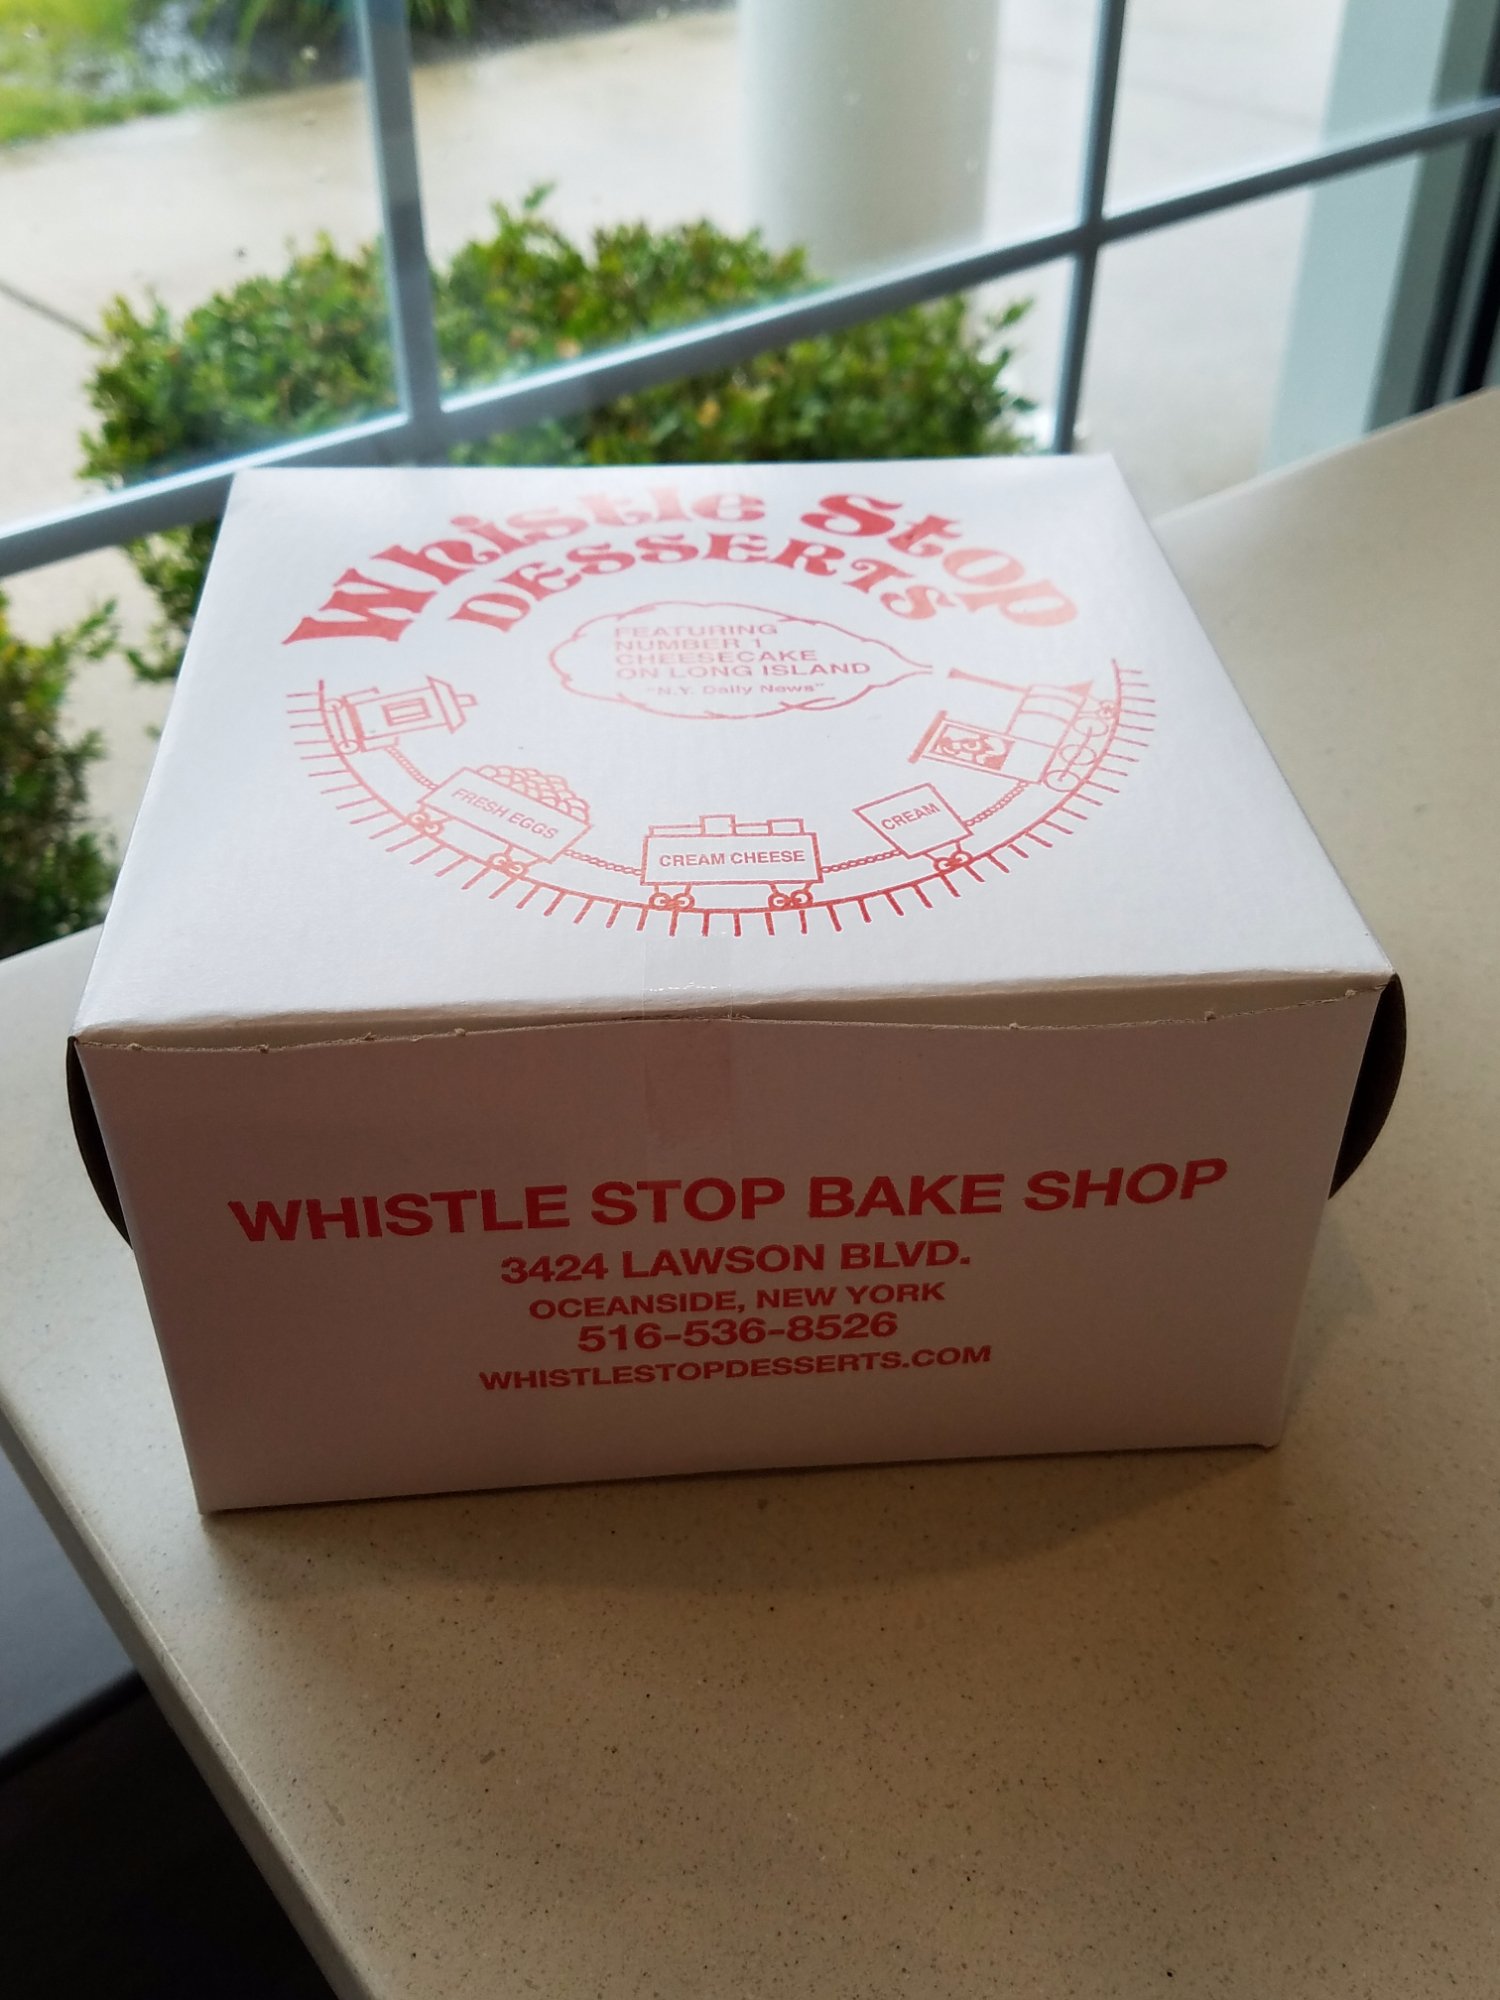 Whistle Stop
DESSERTS
FEATURING
NUMBER 1
CHEESECAKE
ON LONG ISLAND
"N.Y. Daily News"
FRESH EGGS
CREAM CHEESE
CREAM
WHISTLE STOP BAKE SHOP
3424 LAWSON BLVD.
OCEANSIDE, NEW YORK
516-536-8526
WHISTLESTOPDESSERTS.COM